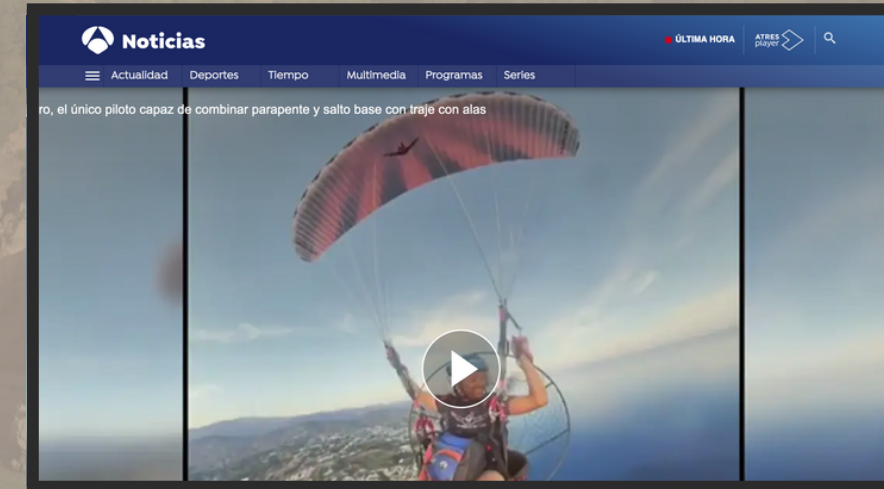 Noticias
ÚLTIMA HORA
ATRES
player
Actualidad Deportes Tiempo Multimedia Programas Series
ro, el único piloto capaz de combinar parapente y salto base con traje con alas